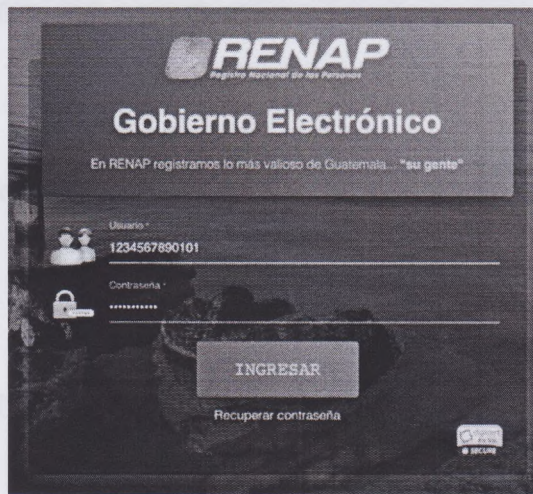 RENAP
Registro Nacional de las Personas
Gobierno Electrónico
En RENAP registramos lo más valioso de Guatemala... "su gente"
Usuario *
1234567890101
Contraseña *
•••••••••••
INGRESAR
Recuperar contraseña
SECURE